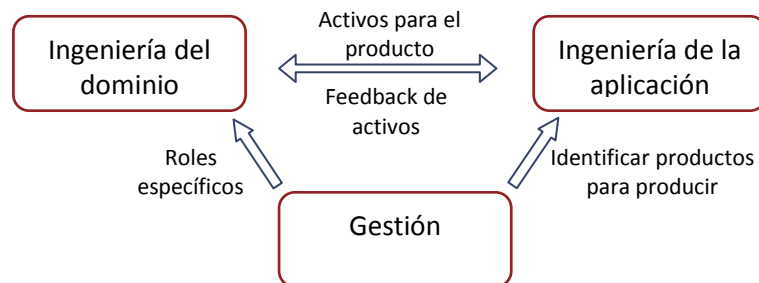 Ingeniería del
dominio
Activos para el
producto
Feedback de
activos
Ingeniería de la
aplicación
Roles
específicos
Identificar productos
para producir
Gestión